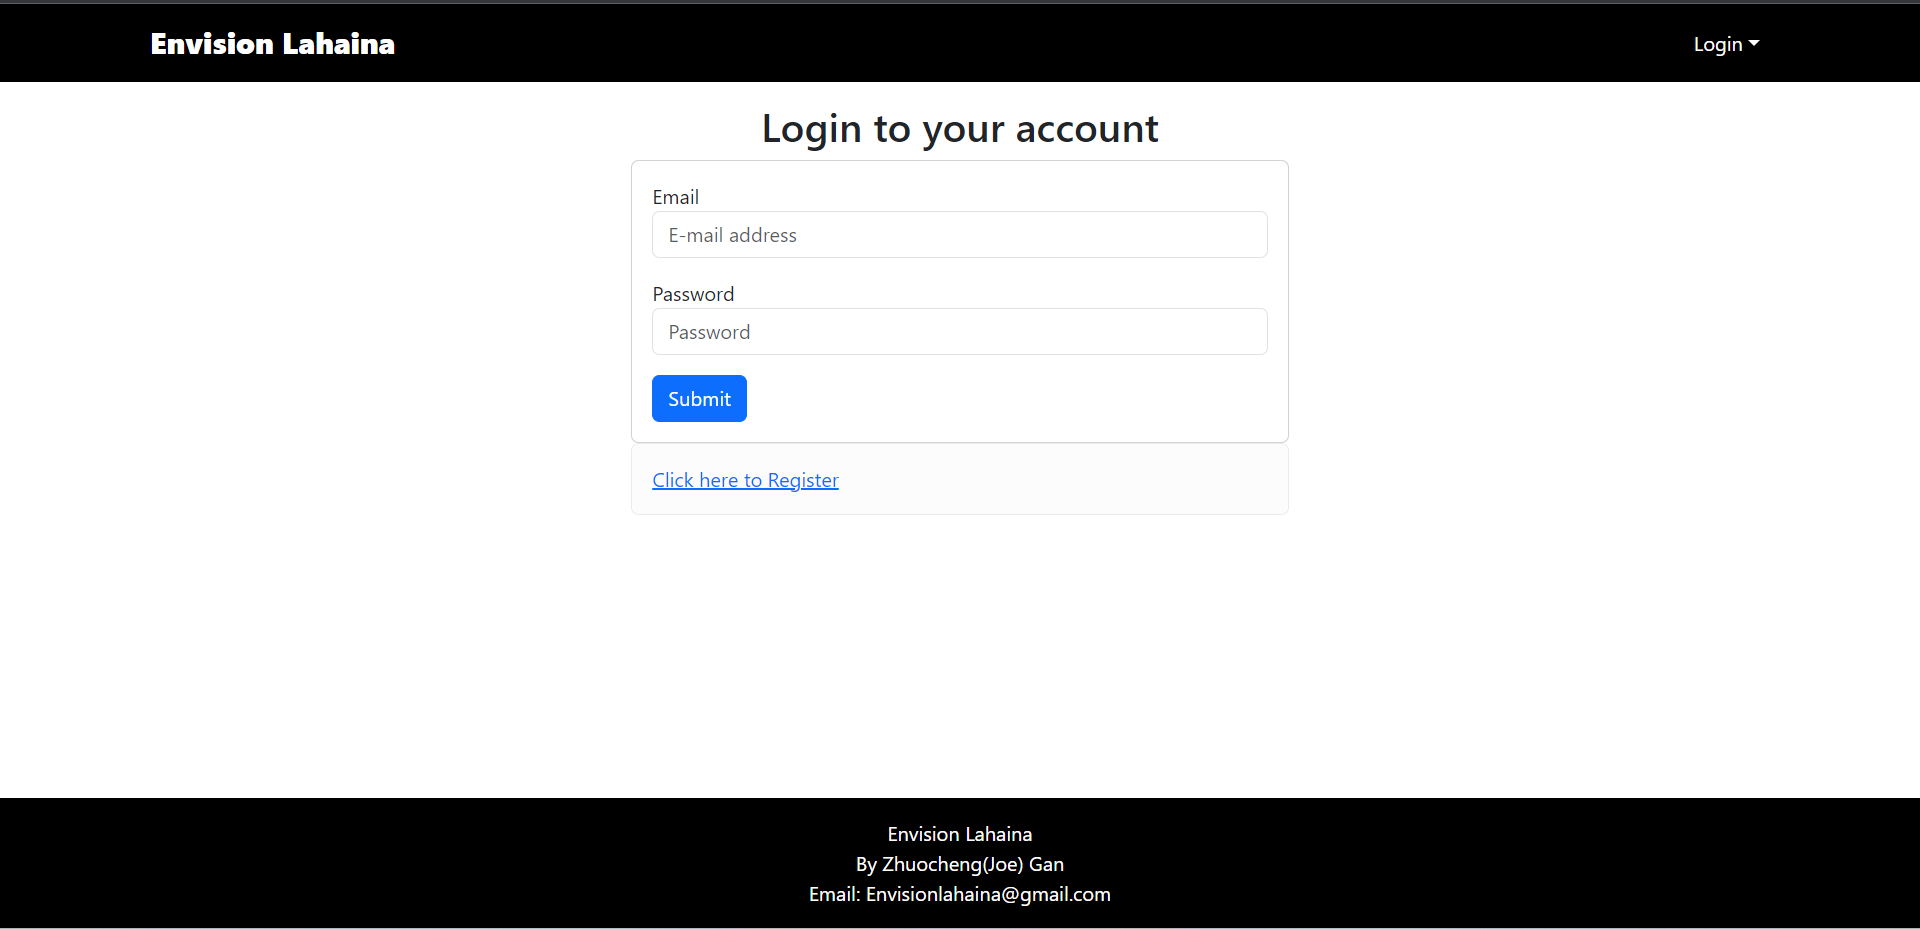 Envision Lahaina
Login
Login to your account
Email
E-mail address
Password
Password
Submit
Click here to Register
Envision Lahaina
By Zhuocheng(Joe) Gan
Email: Envisionlahaina@gmail.com